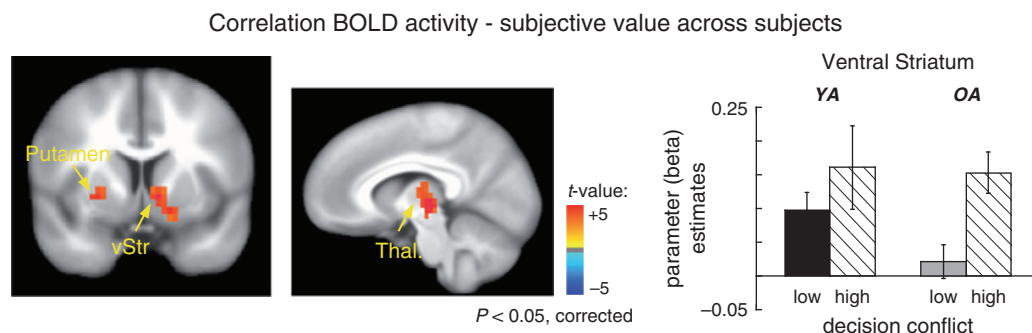 Correlation BOLD activity - subjective value across subjects
Putamen
vStr
Thal.
t-value:
+5
−5
P < 0.05, corrected
Ventral Striatum
YA OA
0.25
−0.05
parameter (beta)
estimates
low high low high
decision conflict